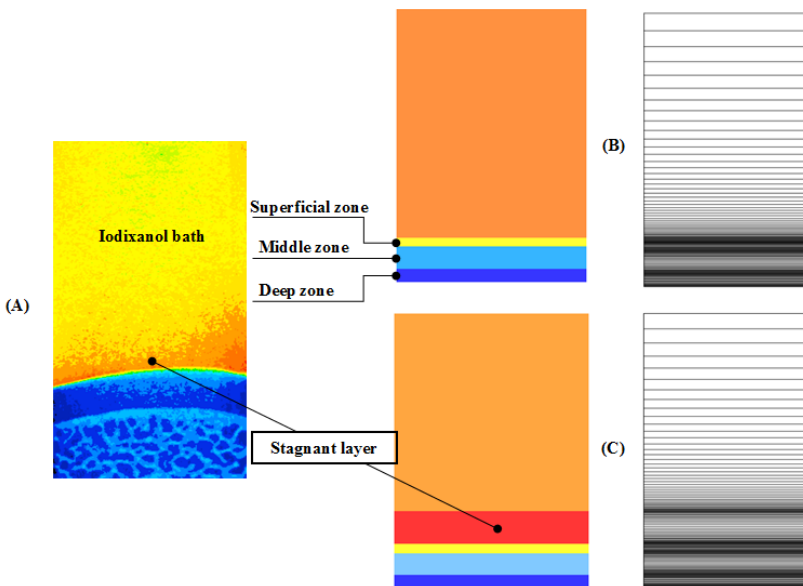 (B)
Superficial zone
Iodixanol bath
Middle zone
Deep zone
(A)
Stagnant layer
(C)